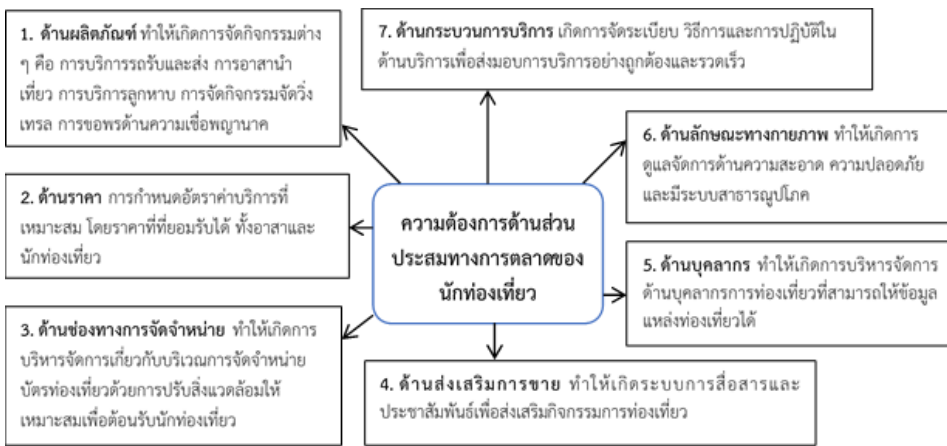 1. ด้านผลิตภัณฑ์ ทำให้เกิดการจัดกิจกรรมต่าง
ๆ คือ การบริการรถรับและส่ง การอาสานำ
เที่ยว การบริการลูกหาบ การจัดกิจกรรมจัดวิ่ง
เทรล การขอพรด้านความเชื่อพญานาค
7. ด้านกระบวนการบริการ เกิดการจัดระเบียบ วิธีการและการปฏิบัติใน
ด้านบริการเพื่อส่งมอบการบริการอย่างถูกต้องและรวดเร็ว
6. ด้านลักษณะทางกายภาพ ทำให้เกิดการ
ดูแลจัดการด้านความสะอาด ความปลอดภัย
และมีระบบสาธารณูปโภค
2. ด้านราคา การกำหนดอัตราค่าบริการที่
เหมาะสม โดยราคาที่ที่ยอมรับได้ ทั้งอาสาและ
นักท่องเที่ยว
ความต้องการด้านส่วน
ประสมทางการตลาดของ
นักท่องเที่ยว
5. ด้านบุคลากร ทำให้เกิดการบริหารจัดการ
ด้านบุคลากรการท่องเที่ยวที่สามารถให้ข้อมูล
แหล่งท่องเที่ยวได้
3. ด้านช่องทางการจัดจำหน่าย ทำให้เกิดการ
บริหารจัดการเกี่ยวกับบริเวณการจัดจำหน่าย
บัตรท่องเที่ยวด้วยการปรับสิ่งแวดล้อมให้
เหมาะสมเพื่อต้อนรับนักท่องเที่ยว
4. ด้านส่งเสริมการขาย ทำให้เกิดระบบการสื่อสารและ
ประชาสัมพันธ์เพื่อส่งเสริมกิจกรรมการท่องเที่ยว